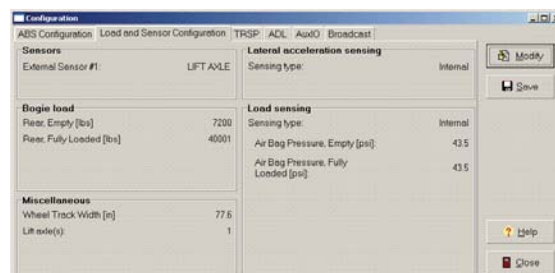 Configuration
ABS Configuration Load and Sensor Configuration TRSP ADL AuxIO Broadcast
Sensors
External Sensor #1: LIFT AXLE
Lateral acceleration sensing
Sensing type: Internal
Modify
Save
Bogie load
Rear, Empty [lbs] 7200
Rear, Fully Loaded [lbs] 40001
Load sensing
Sensing type: Internal
Air Bag Pressure, Empty [psi]: 43.5
Air Bag Pressure, Fully
Loaded [psi]: 43.5
Miscellaneous
Wheel Track Width [in] 77.6
Lift axle(s): 1
Help
Close